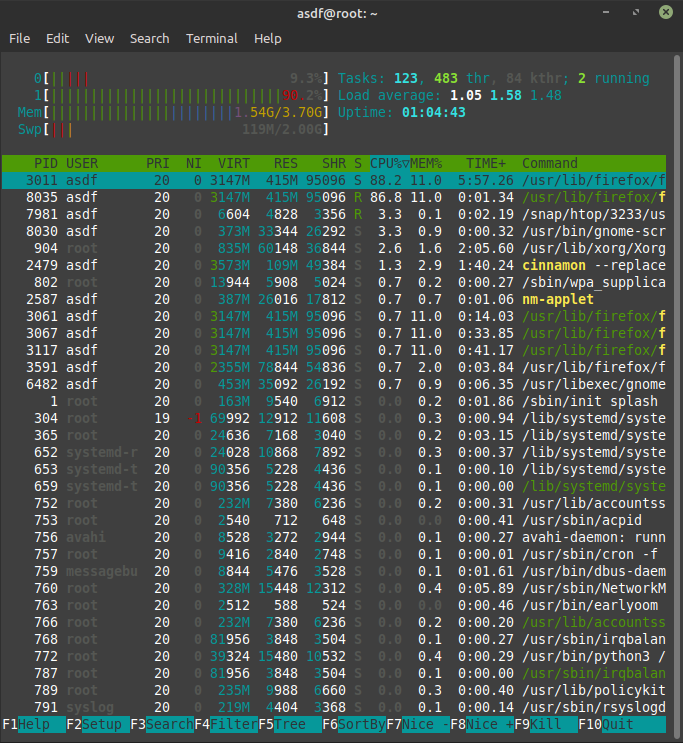 asdf@root: ~
File Edit View Search Terminal Help
0[||||| 9.3%] Tasks: 123, 483 thr, 84 kthr; 2 running
1[||||||||||||||||||||||||||||||90.2%] Load average: 1.05 1.58 1.48
Mem[|||||||||||||||||||||||1.54G/3.70G] Uptime: 01:04:43
Swp[||| 119M/2.00G]
PID USER PRI NI VIRT RES SHR S CPU%▽MEM% TIME+ Command
3011 asdf 20 0 3147M 415M 95096 S 88.2 11.0 5:57.26 /usr/lib/firefox/f
8035 asdf 20 0 3147M 415M 95096 R 86.8 11.0 0:01.34 /usr/lib/firefox/f
7981 asdf 20 0 6604 4828 3356 R 3.3 0.1 0:02.19 /snap/htop/3233/us
8030 asdf 20 0 373M 33344 26292 S 3.3 0.9 0:00.32 /usr/bin/gnome-scr
904 root 20 0 835M 60148 36844 S 2.6 1.6 2:05.60 /usr/lib/xorg/Xorg
2479 asdf 20 0 3573M 109M 49384 S 1.3 2.9 1:40.24 cinnamon --replace
802 root 20 0 13944 5908 5024 S 0.7 0.2 0:00.27 /sbin/wpa_supplica
2587 asdf 20 0 387M 26016 17812 S 0.7 0.7 0:01.06 nm-applet
3061 asdf 20 0 3147M 415M 95096 S 0.7 11.0 0:14.03 /usr/lib/firefox/f
3067 asdf 20 0 3147M 415M 95096 S 0.7 11.0 0:33.85 /usr/lib/firefox/f
3117 asdf 20 0 3147M 415M 95096 S 0.7 11.0 0:41.17 /usr/lib/firefox/f
3591 asdf 20 0 2355M 78844 54836 S 0.7 2.0 0:03.84 /usr/lib/firefox/f
6482 asdf 20 0 453M 35092 26192 S 0.7 0.9 0:06.35 /usr/libexec/gnome
1 root 20 0 163M 9540 6912 S 0.0 0.2 0:01.86 /sbin/init splash
304 root 19 -1 69992 12912 11608 S 0.0 0.3 0:00.94 /lib/systemd/syste
365 root 20 0 24636 7168 3040 S 0.0 0.2 0:03.15 /lib/systemd/syste
652 systemd-r 20 0 24028 10868 7892 S 0.0 0.3 0:00.37 /lib/systemd/syste
653 systemd-t 20 0 90356 5228 4436 S 0.0 0.1 0:00.10 /lib/systemd/syste
659 systemd-t 20 0 90356 5228 4436 S 0.0 0.1 0:00.00 /lib/systemd/syste
752 root 20 0 232M 7380 6236 S 0.0 0.2 0:00.31 /usr/lib/accountss
753 root 20 0 2540 712 648 S 0.0 0.0 0:00.41 /usr/sbin/acpid
756 avahi 20 0 8528 3272 2944 S 0.0 0.1 0:00.27 avahi-daemon: runn
757 root 20 0 9416 2840 2748 S 0.0 0.1 0:00.01 /usr/sbin/cron -f
759 messagebu 20 0 8844 5476 3528 S 0.0 0.1 0:01.61 /usr/bin/dbus-daem
760 root 20 0 328M 15448 12312 S 0.0 0.4 0:05.89 /usr/sbin/NetworkM
763 root 20 0 2512 588 524 S 0.0 0.0 0:00.46 /usr/bin/earlyoom
766 root 20 0 232M 7380 6236 S 0.0 0.2 0:00.20 /usr/lib/accountss
768 root 20 0 81956 3848 3504 S 0.0 0.1 0:00.27 /usr/sbin/irqbalan
772 root 20 0 39324 15480 10532 S 0.0 0.4 0:00.29 /usr/bin/python3 /
787 root 20 0 81956 3848 3504 S 0.0 0.1 0:00.00 /usr/sbin/irqbalan
789 root 20 0 235M 9988 6660 S 0.0 0.3 0:00.40 /usr/lib/policykit
791 syslog 20 0 219M 4404 3368 S 0.0 0.1 0:00.14 /usr/sbin/rsyslogd
F1Help F2Setup F3SearchF4FilterF5Tree F6SortByF7Nice -F8Nice +F9Kill F10Quit